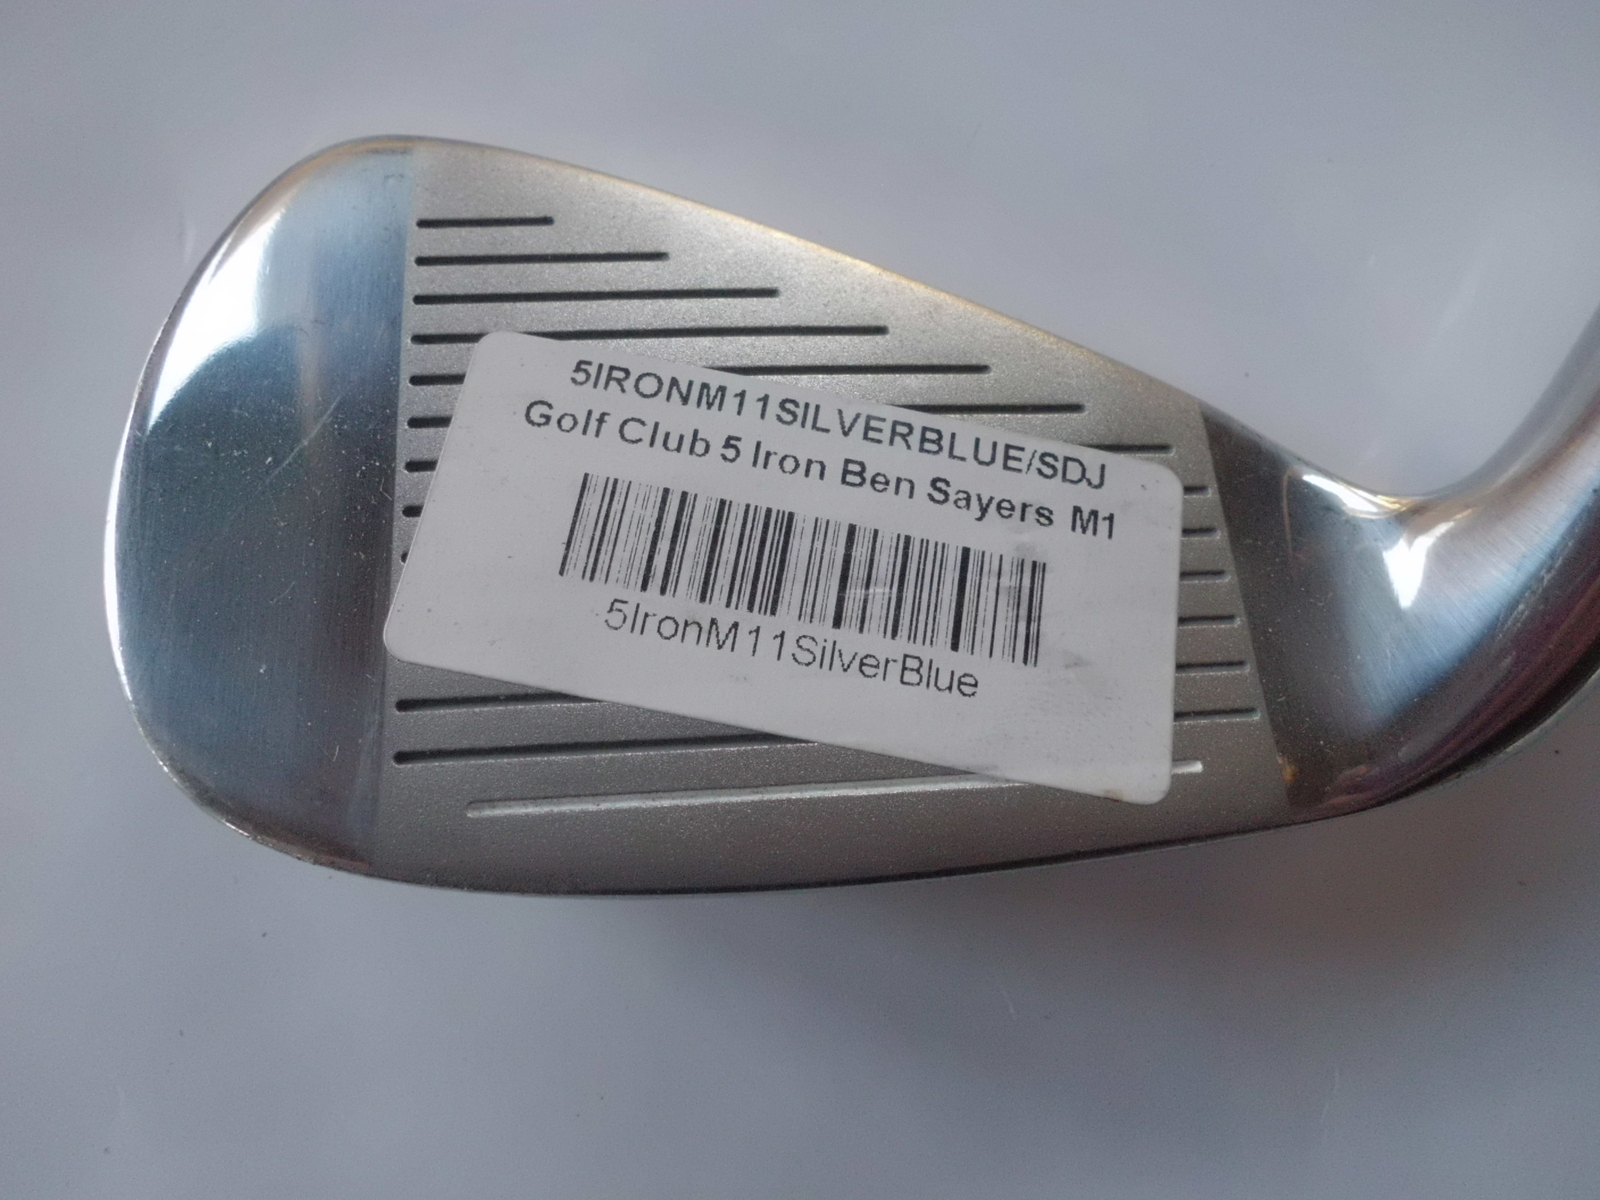 5IRONM11SILVERBLUE/SDJ
Golf Club 5 Iron Ben Sayers M1
5IronM11SilverBlue